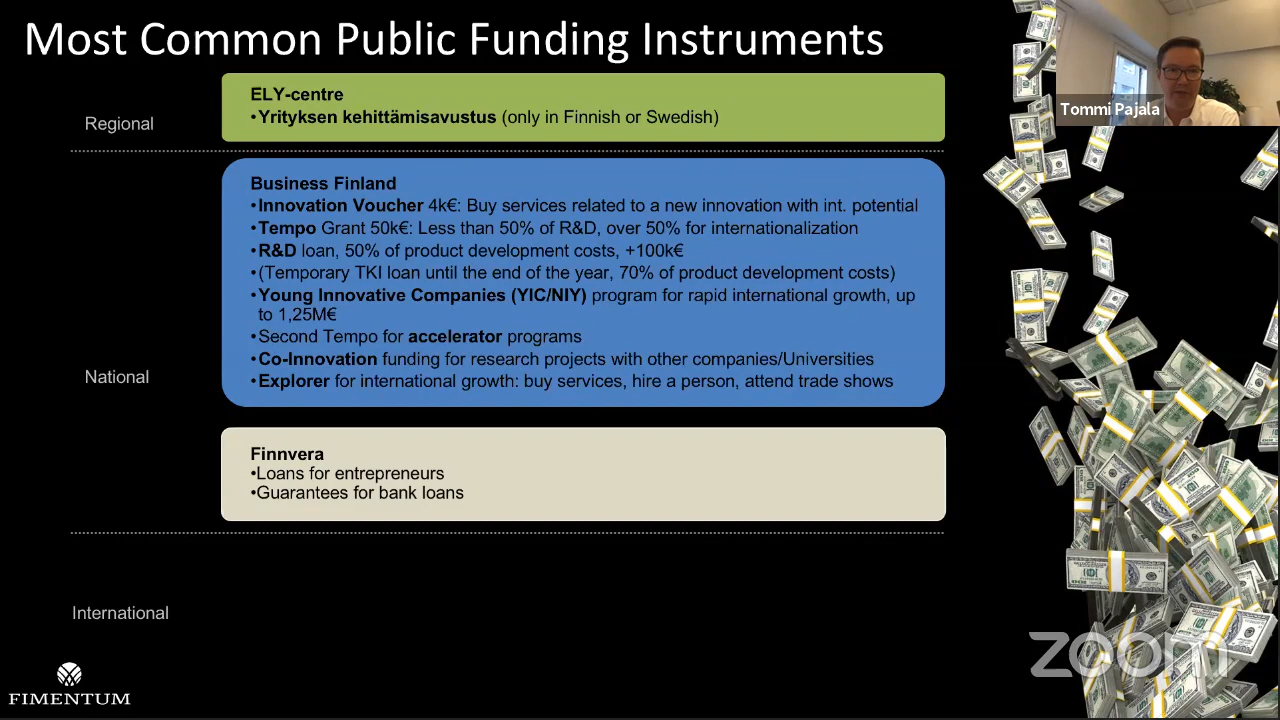 Most Common Public Funding Instruments
Tommi Pajala
Regional
ELY-centre
•Yrityksen kehittämisavustus (only in Finnish or Swedish)
National
Business Finland
•Innovation Voucher 4k€: Buy services related to a new innovation with int. potential
•Tempo Grant 50k€: Less than 50% of R&D, over 50% for internationalization
•R&D loan, 50% of product development costs, +100k€
•(Temporary TKI loan until the end of the year, 70% of product development costs)
•Young Innovative Companies (YIC/NIY) program for rapid international growth, up
to 1,25M€
•Second Tempo for accelerator programs
•Co-Innovation funding for research projects with other companies/Universities
•Explorer for international growth: buy services, hire a person, attend trade shows
Finnvera
•Loans for entrepreneurs
•Guarantees for bank loans
International
FIMENTUM
zoom